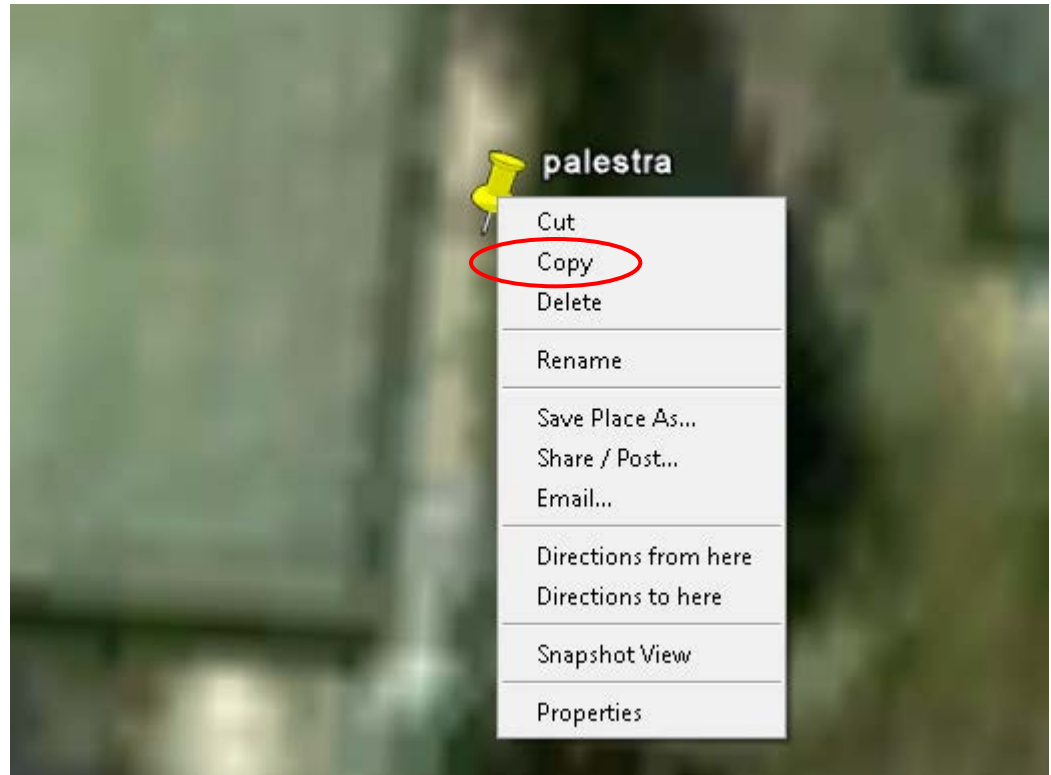 palestra
Cut
Copy
Delete
Rename
Save Place As...
Share / Post...
Email...
Directions from here
Directions to here
Snapshot View
Properties